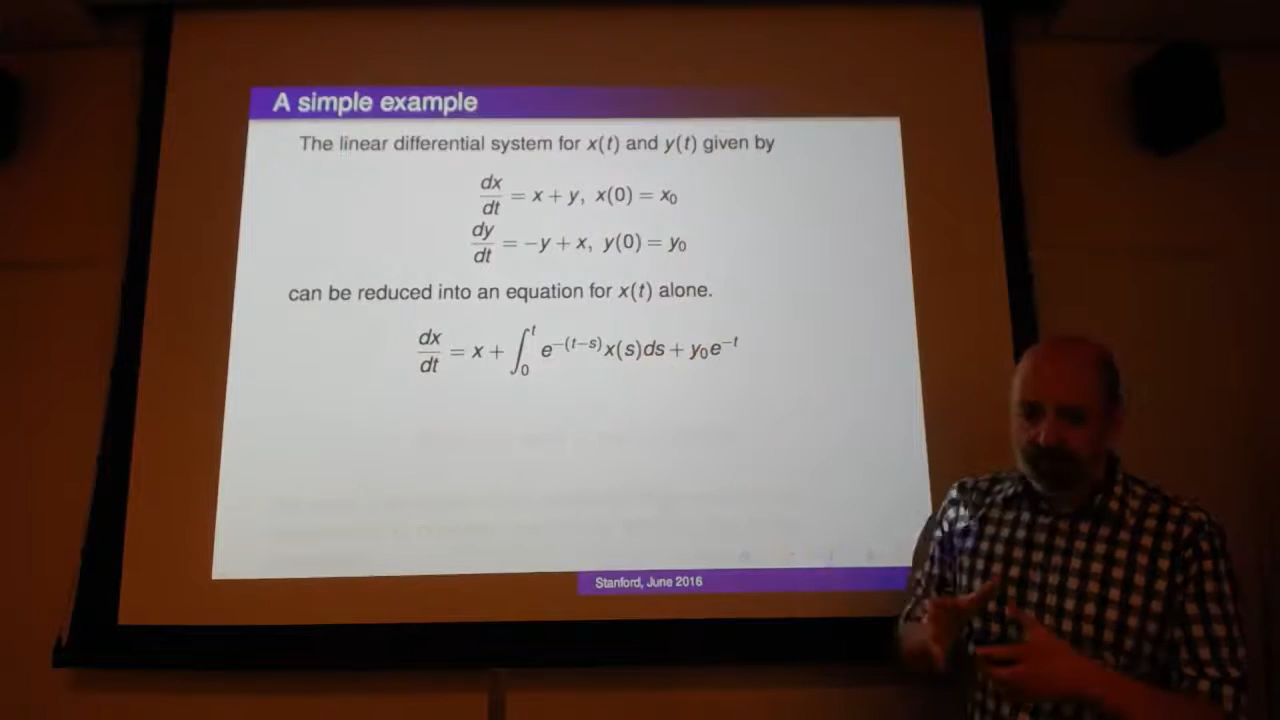 A simple example
The linear differential system for x(t) and y(t) given by
dx/dt = x + y, x(0) = x₀
dy/dt = −y + x, y(0) = y₀
can be reduced into an equation for x(t) alone.
dx/dt = x + ∫₀ᵗ e^{−(t−s)}x(s)ds + y₀e^{−t}
Stanford, June 2016